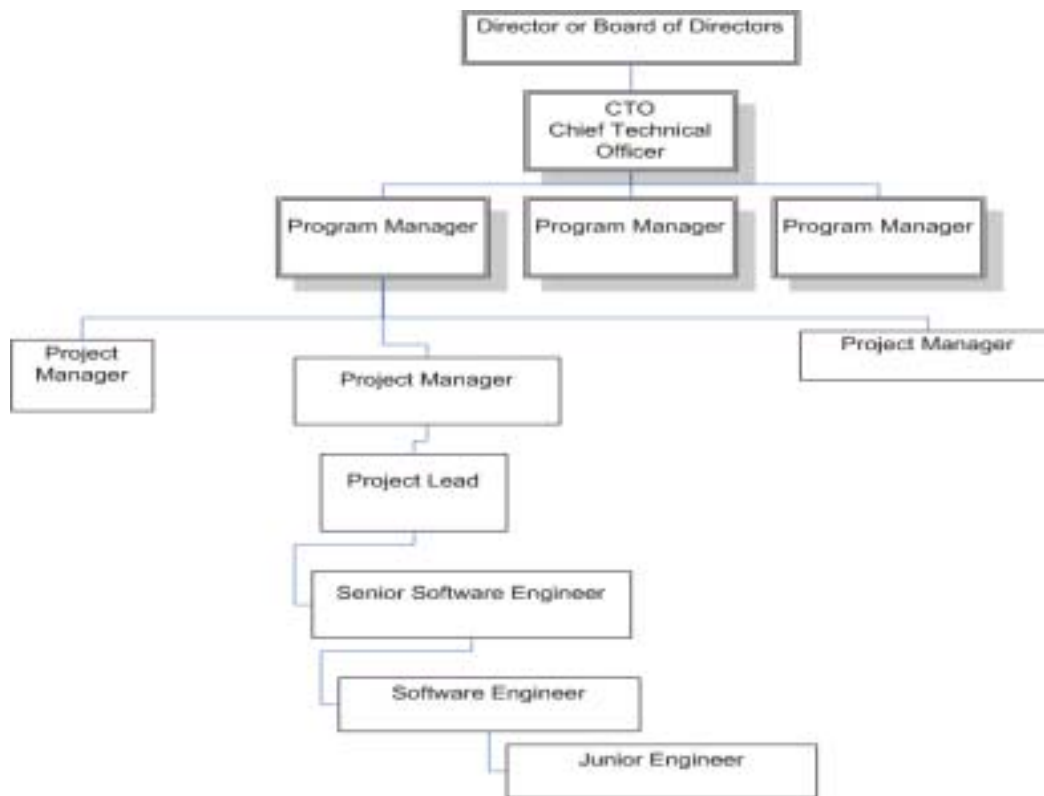 Director or Board of Directors
CTO
Chief Technical
Officer
Program Manager
Program Manager
Program Manager
Project
Manager
Project Manager
Project Manager
Project Lead
Senior Software Engineer
Software Engineer
Junior Engineer